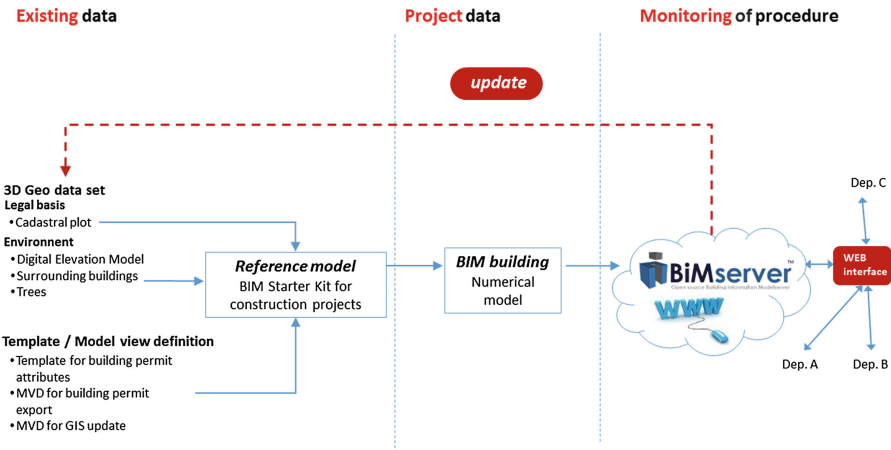 Existing data
Project data
Monitoring of procedure
update
3D Geo data set
Legal basis
•Cadastral plot
Environment
•Digital Elevation Model
•Surrounding buildings
•Trees
Template / Model view definition
•Template for building permit
attributes
•MVD for building permit
export
•MVD for GIS update
Reference model
BIM Starter Kit for
construction projects
BIM building
Numerical
model
BiMserver™
Open source Building Information Modelserver
WWW
Dep. C
WEB
interface
Dep. A
Dep. B